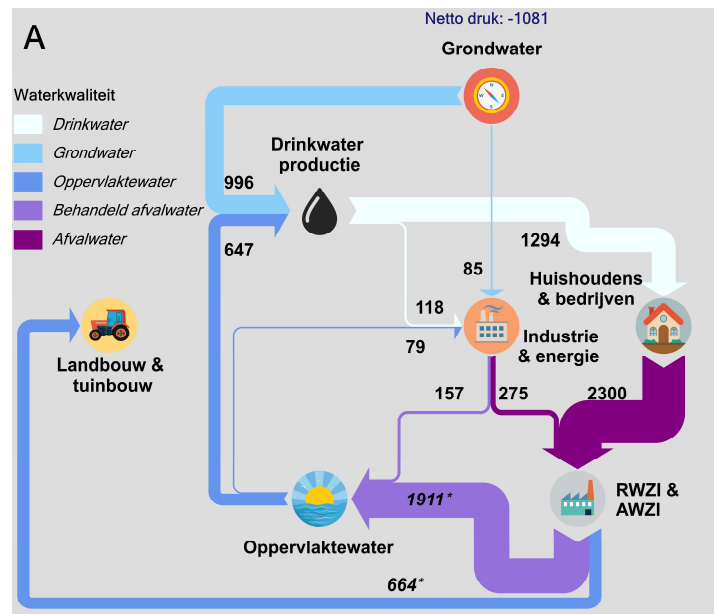 A
Netto druk: -1081
Grondwater
Waterkwaliteit
Drinkwater
Grondwater
Oppervlaktewater
Behandeld afvalwater
Afvalwater
Drinkwater
productie
996
647
1294
85
118
79
Huishoudens
& bedrijven
Industrie
& energie
Landbouw &
tuinbouw
157
275
2300
1911*
RWZI &
AWZI
Oppervlaktewater
664*